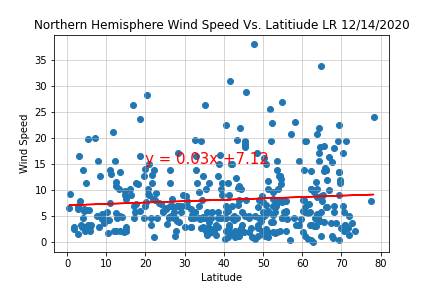 Northern Hemisphere Wind Speed Vs. Latitiude LR 12/14/2020
Wind Speed
35
30
25
20
15
10
5
0
y = 0.03x +7.12
0 10 20 30 40 50 60 70 80
Latitude